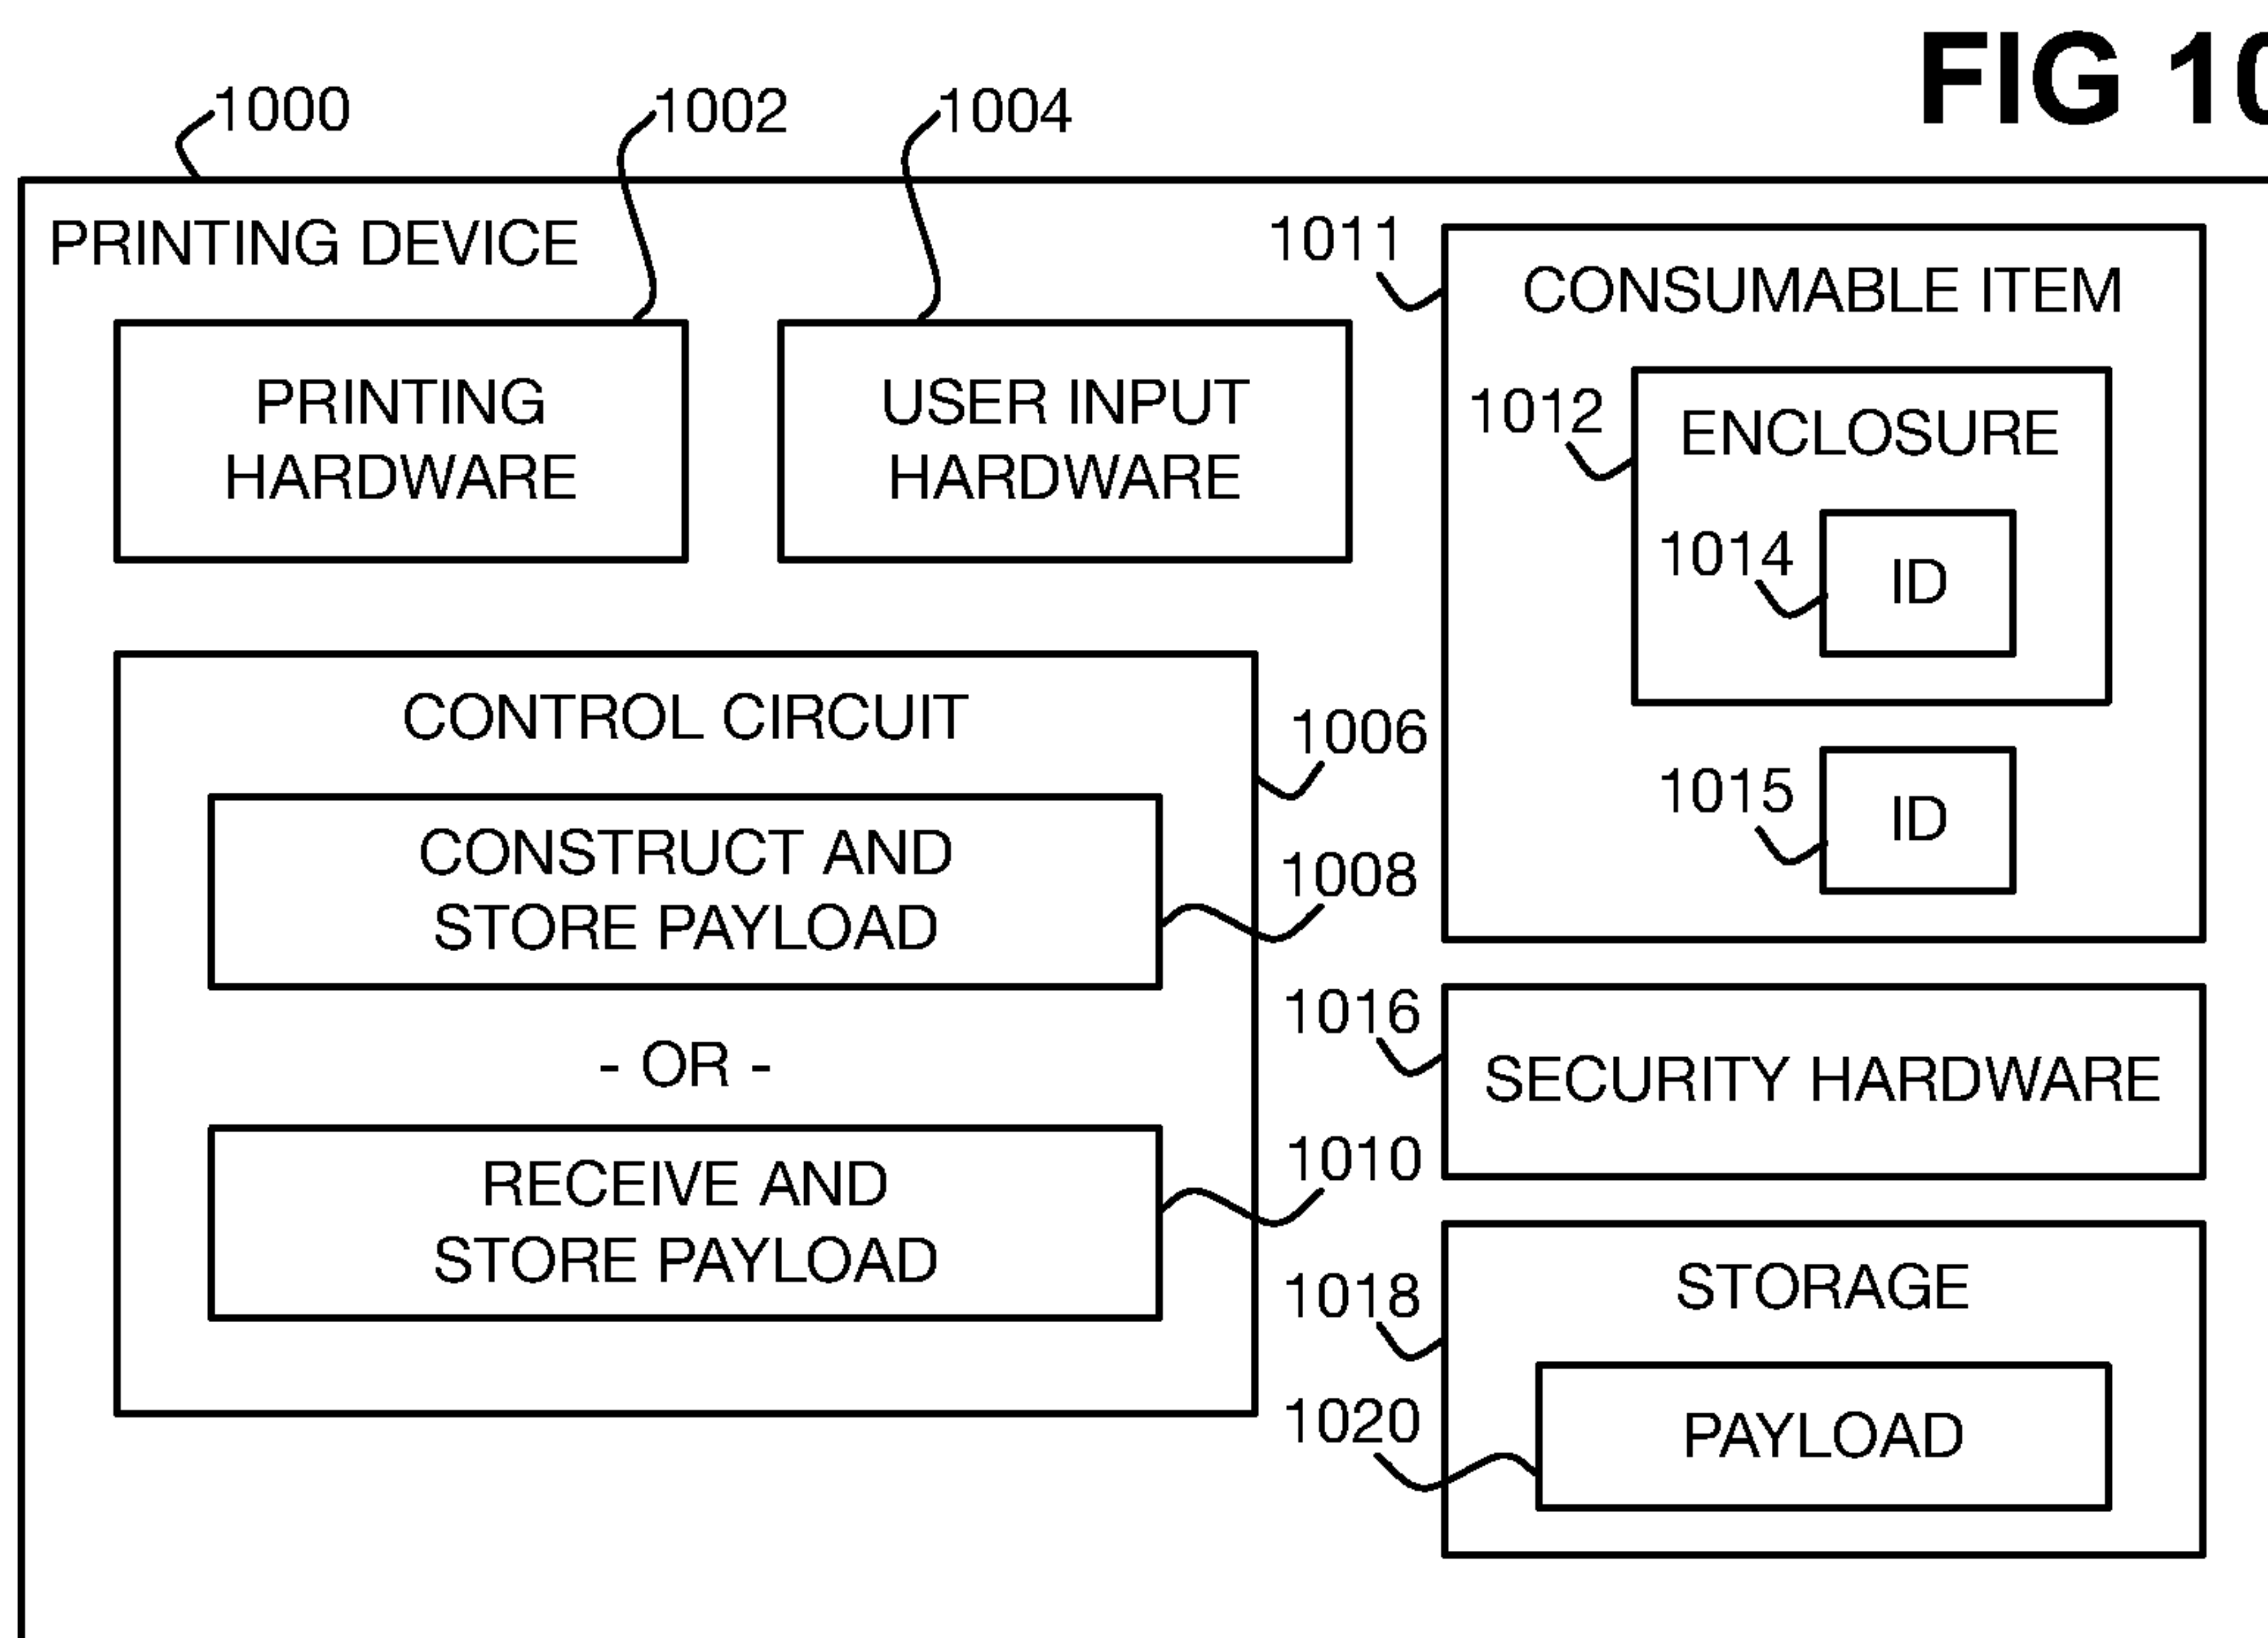 FIG 10
1000
1002
1004
PRINTING DEVICE
PRINTING
HARDWARE
USER INPUT
HARDWARE
1011
CONSUMABLE ITEM
1012
ENCLOSURE
1014
ID
1015
ID
CONTROL CIRCUIT
1006
CONSTRUCT AND
STORE PAYLOAD
1008
- OR -
RECEIVE AND
STORE PAYLOAD
1010
1016
SECURITY HARDWARE
1018
STORAGE
1020
PAYLOAD